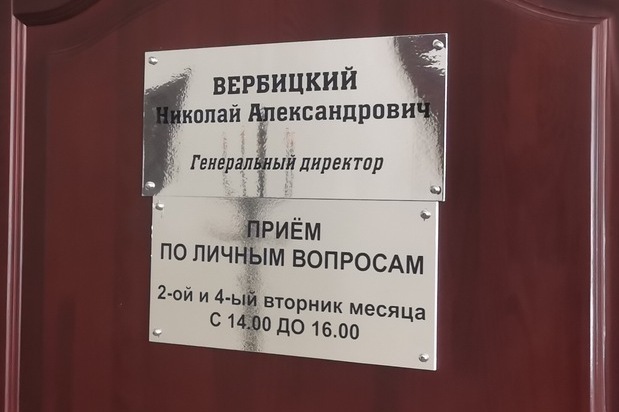 ВЕРБИЦКИЙ
Николай Александрович
Генеральный директор
ПРИЁМ
ПО ЛИЧНЫМ ВОПРОСАМ
2-ой и 4-ый вторник месяца
С 14.00 ДО 16.00